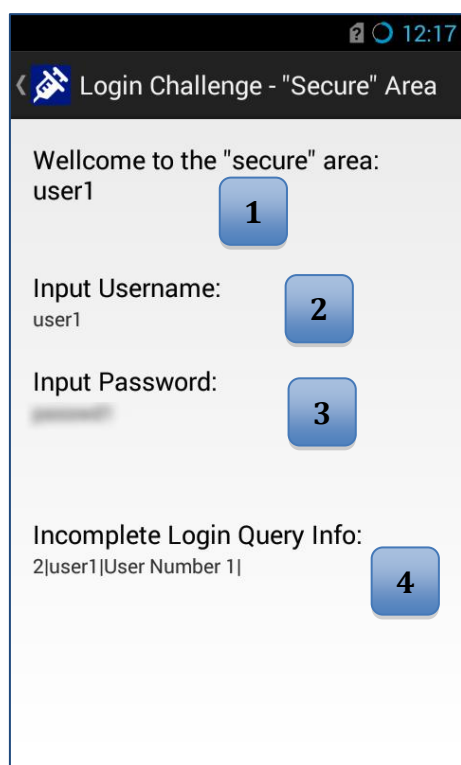 12:17
Login Challenge - "Secure" Area
Wellcome to the "secure" area:
user1
1
Input Username:
2
user1
Input Password:
3
Incomplete Login Query Info:
2|user1|User Number 1|
4